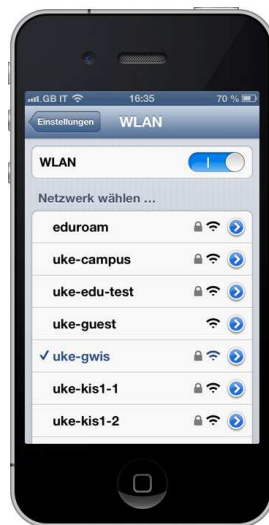 GB IT 16:35 70 %
Einstellungen WLAN
WLAN
Netzwerk wählen ...
eduroam
uke-campus
uke-edu-test
uke-guest
uke-gwis
uke-kis1-1
uke-kis1-2